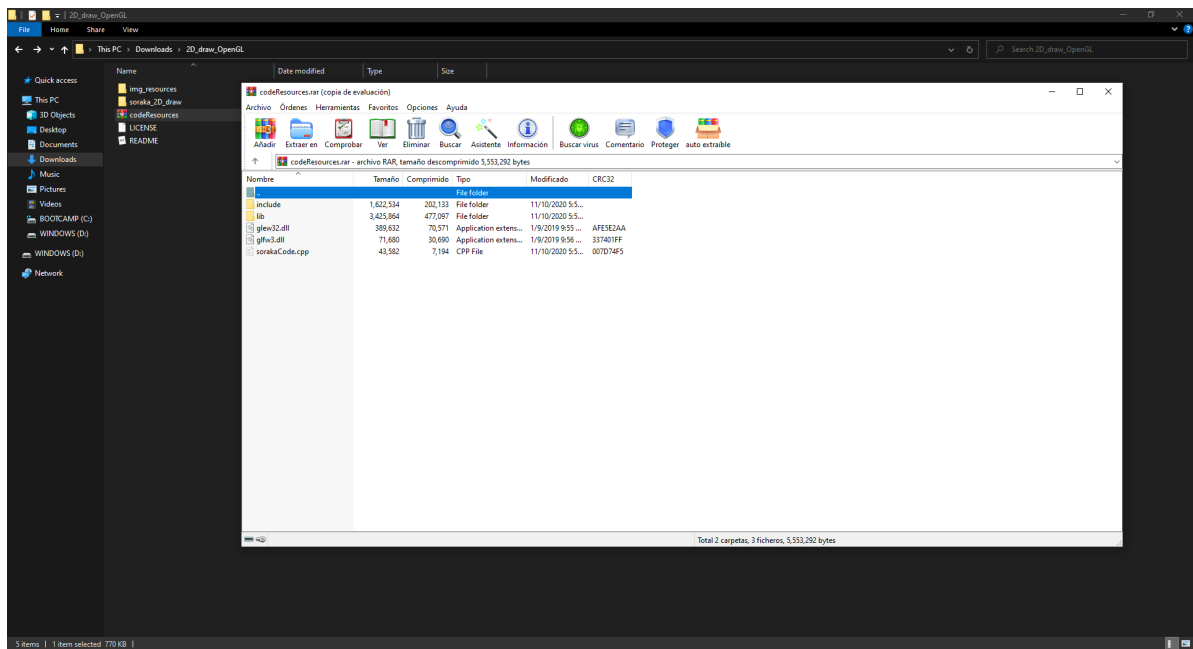 2D_draw_OpenGL
File Home Share View
This PC Downloads 2D_draw_OpenGL
Search 2D_draw_OpenGL
Quick access
This PC
3D Objects
Desktop
Documents
Downloads
Music
Pictures
Videos
BOOTCAMP (C:)
WINDOWS (D:)
WINDOWS (D:)
Network
Name Date modified Type Size
img_resources
soraka_2D_draw
codeResources
LICENSE
README
codeResources.rar (copia de evaluación)
Archivo Órdenes Herramientas Favoritos Opciones Ayuda
Añadir Extraer en Comprobar Ver Eliminar Buscar Asistente Información Buscar virus Comentario Proteger auto extraíble
codeResources.rar - archivo RAR, tamaño descomprimido 5,553,292 bytes
Nombre Tamaño Comprimido Tipo Modificado CRC32
.. File folder
include 1,622,534 202,133 File folder 11/10/2020 5:5...
lib 3,425,864 477,097 File folder 11/10/2020 5:5...
glew32.dll 389,632 70,571 Application extens... 1/9/2019 9:55 ... AFE5E2AA
glfw3.dll 71,680 30,690 Application extens... 1/9/2019 9:56 ... 337401FF
sorakaCode.cpp 43,582 7,194 CPP File 11/10/2020 5:5... 007D74F5
Total 2 carpetas, 3 ficheros, 5,553,292 bytes
5 items 1 item selected 770 KB